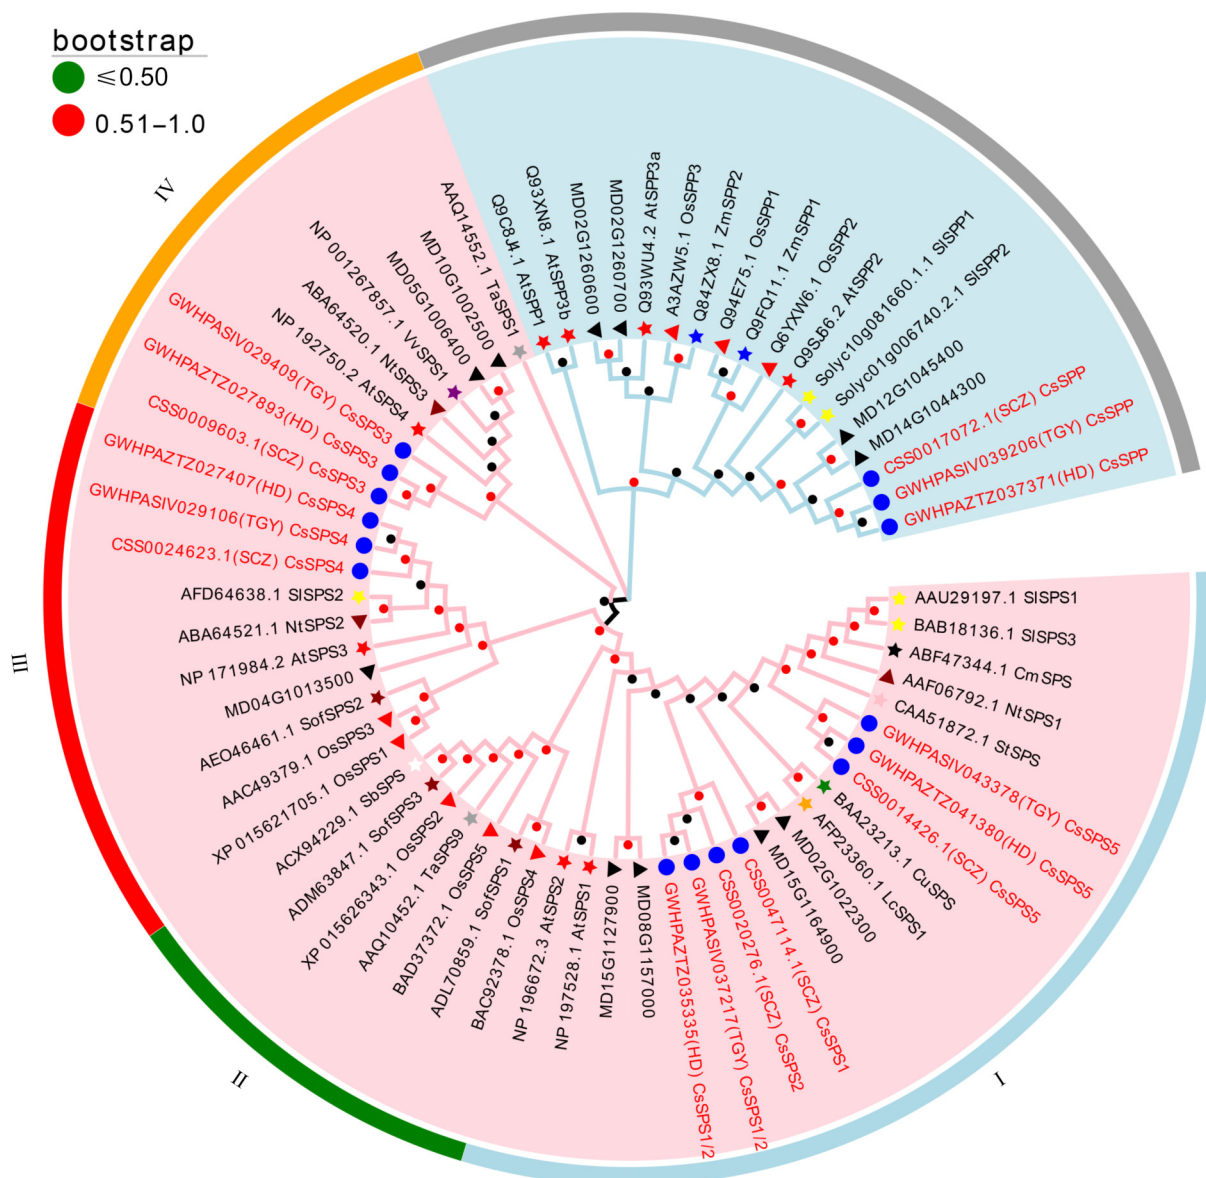 bootstrap
≤0.50
0.51–1.0
IV
III
II
I
AAQ14552.1 TaSPS1
MD10G1002500
MD05G1006400
NP 001267857.1 VvSPS1
ABA64520.1 NtSPS3
NP 192750.2 AtSPS4
GWHPASIV029409(TGY) CsSPS3
GWHPAZTZ027893(HD) CsSPS3
CSS0009603.1(SCZ) CsSPS3
GWHPAZTZ027407(HD) CsSPS4
GWHPASIV029106(TGY) CsSPS4
CSS0024623.1(SCZ) CsSPS4
AFD64638.1 SlSPS2
ABA64521.1 NtSPS2
NP 171984.2 AtSPS3
MD04G1013500
AEO46461.1 SofSPS2
AAC49379.1 OsSPS3
XP 015621705.1 OsSPS1
ACX94229.1 SbSPS
ADM63847.1 SofSPS3
XP 015626343.1 OsSPS2
AAQ10452.1 TaSPS9
BAD37372.1 OsSPS5
ADL70859.1 SofSPS1
BAC92378.1 OsSPS4
NP 196672.3 AtSPS2
NP 197528.1 AtSPS1
MD15G1127900
MD08G1157000
GWHPAZTZ035335(HD) CsSPS1/2
GWHPASIV037217(TGY) CsSPS1/2
CSS0020276.1(SCZ) CsSPS2
CSS0047114.1(SCZ) CsSPS1
MD15G1164900
MD02G1022300
AFP23360.1 LcSPS1
BAA23213.1 CuSPS
CSS0014426.1(SCZ) CsSPS5
GWHPAZTZ041380(HD) CsSPS5
GWHPASIV043378(TGY) CsSPS5
CAA51872.1 StSPS
AAF06792.1 NtSPS1
ABF47344.1 CmSPS
BAB18136.1 SlSPS3
AAU29197.1 SlSPS1
GWHPAZTZ037371(HD) CsSPP
GWHPASIV039206(TGY) CsSPP
CSS0017072.1(SCZ) CsSPP
MD14G1044300
MD12G1045400
Solyc01g006740.2.1 SlSPP2
Solyc10g081660.1.1 SlSPP1
Q9SJB6.2 AtSPP2
Q6YXW6.1 OsSPP2
Q9FQ11.1 ZmSPP1
Q94E75.1 OsSPP1
Q84ZX8.1 ZmSPP2
A3AZW5.1 OsSPP3
Q93WU4.2 AtSPP3a
MD02G1260700
MD02G1260600
Q93XN8.1 AtSPP3b
Q9C8J4.1 AtSPP1